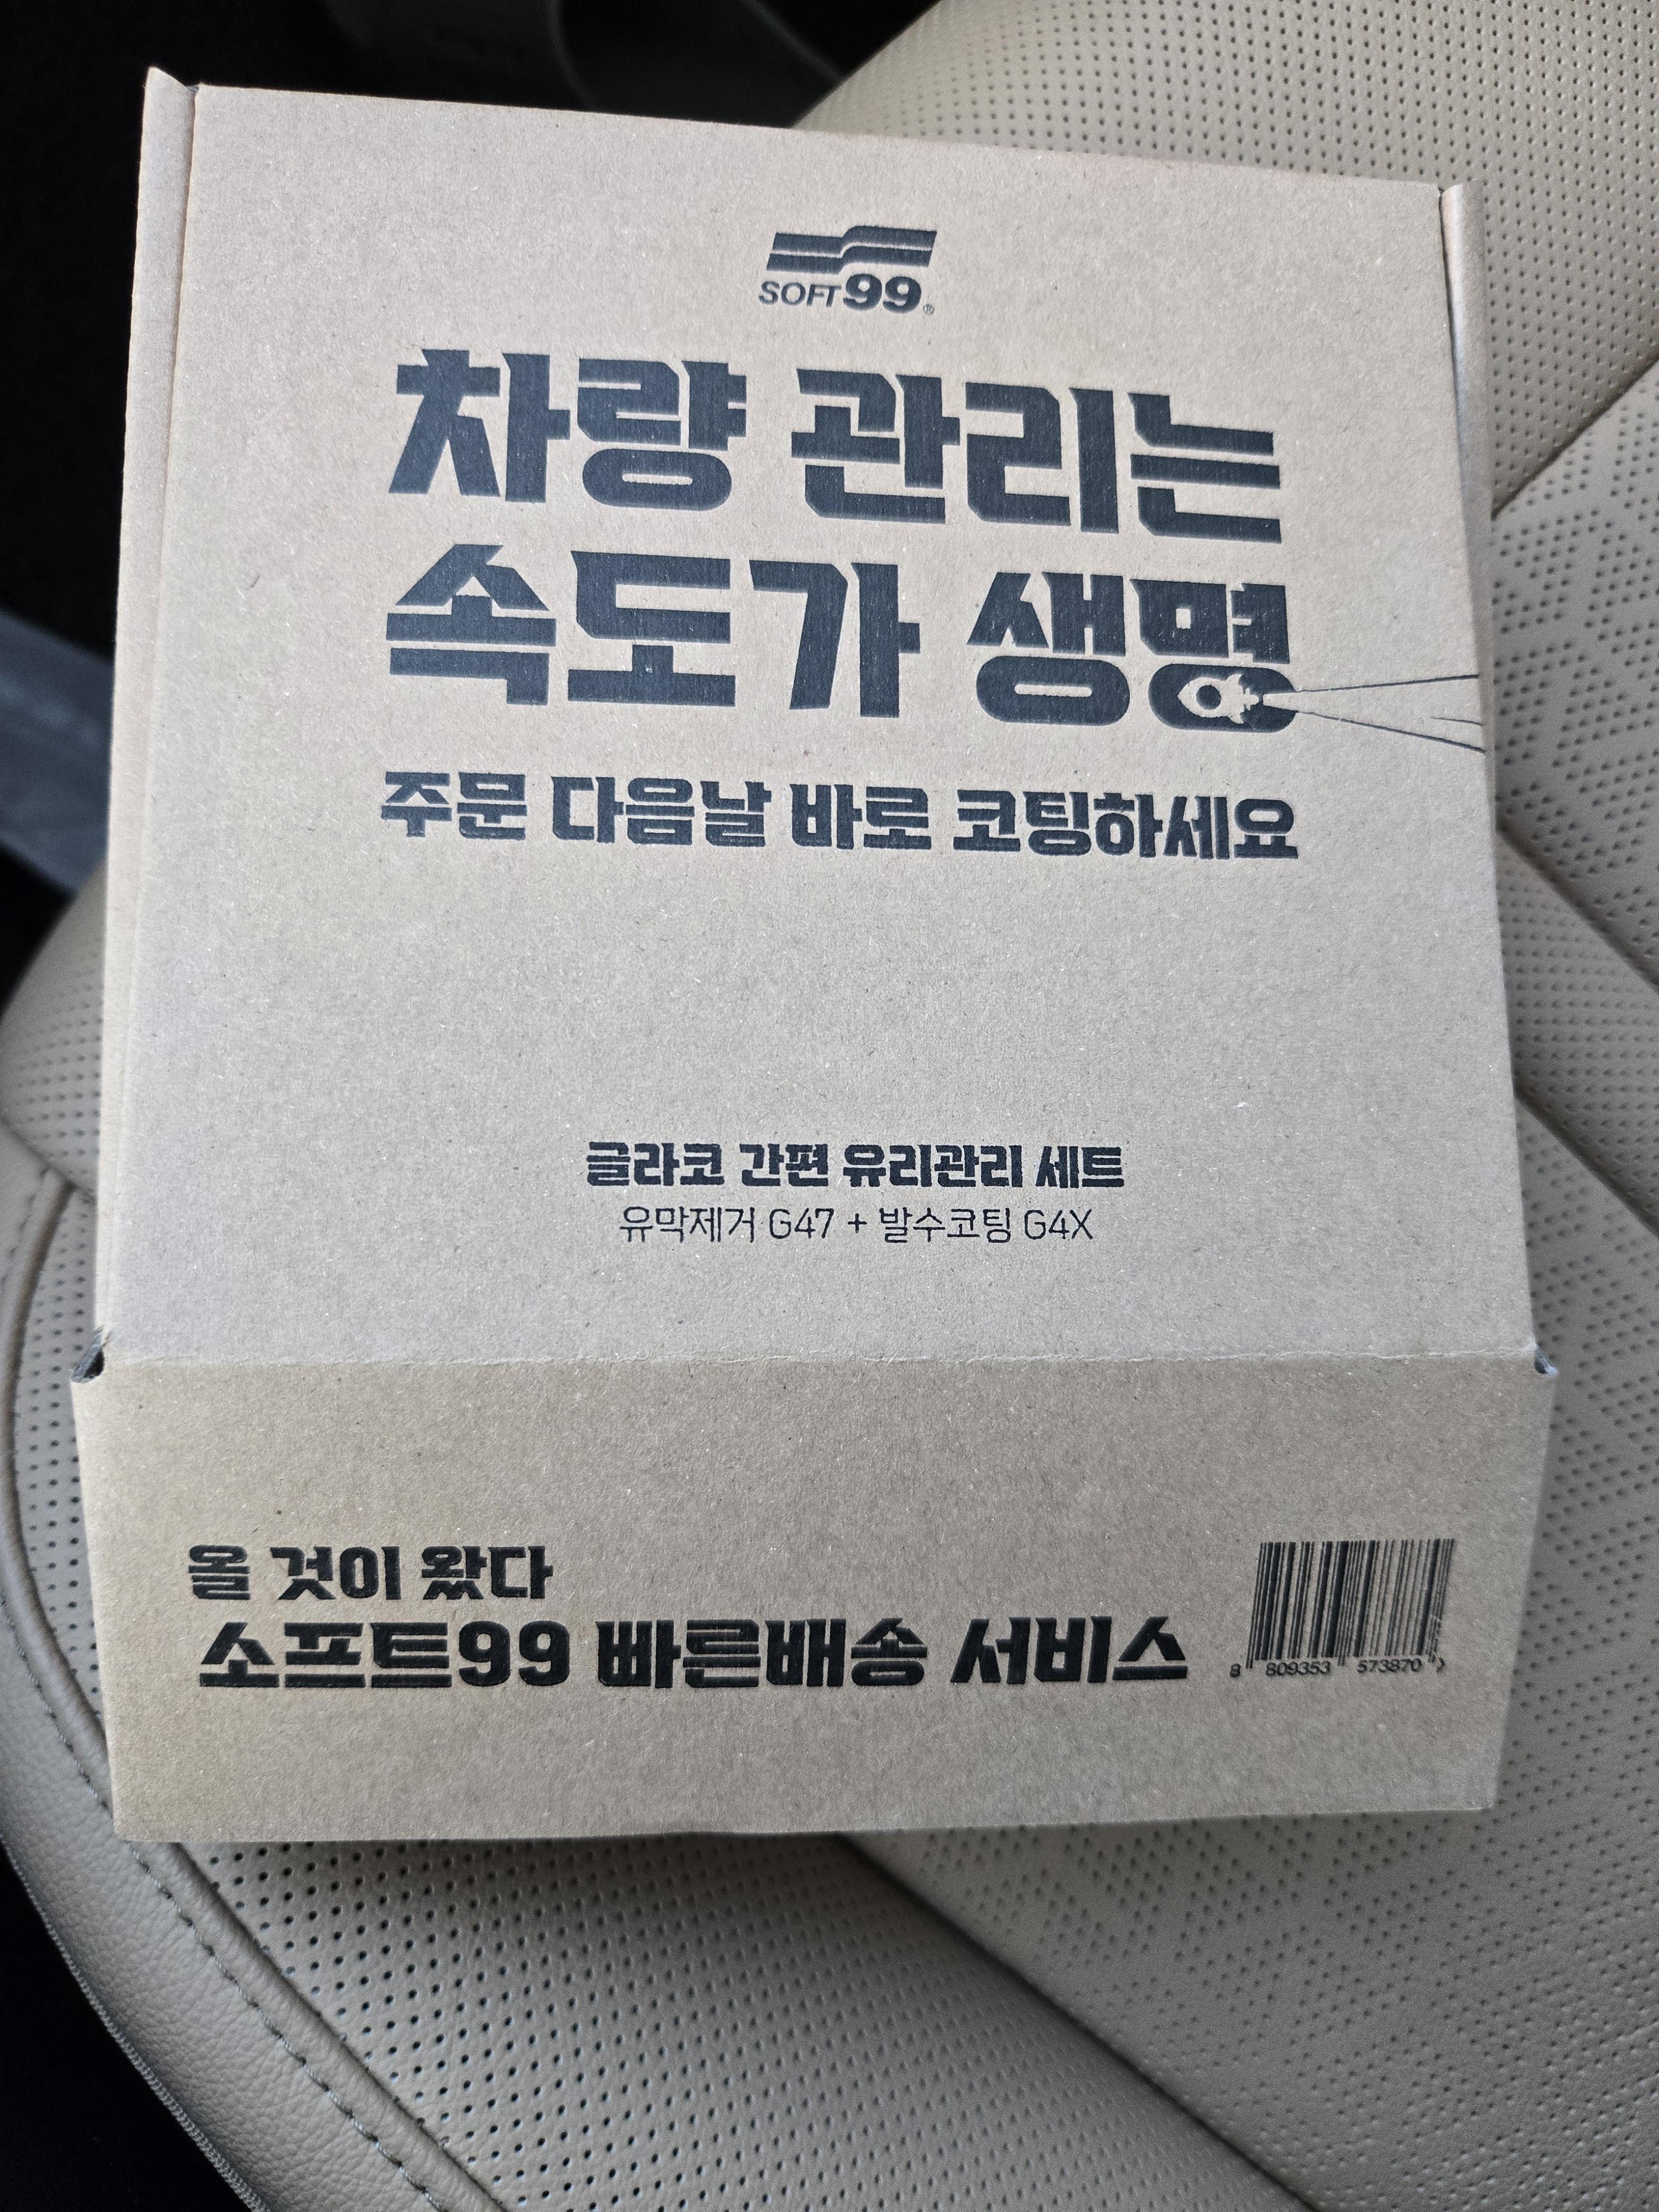 SOFT99®
차량 관리는
속도가 생명
주문 다음날 바로 코팅하세요
글라코 간편 유리관리 세트
유막제거 G47 + 발수코팅 G4X
올 것이 왔다
소프트99 빠른배송 서비스
8 809353 573870 >